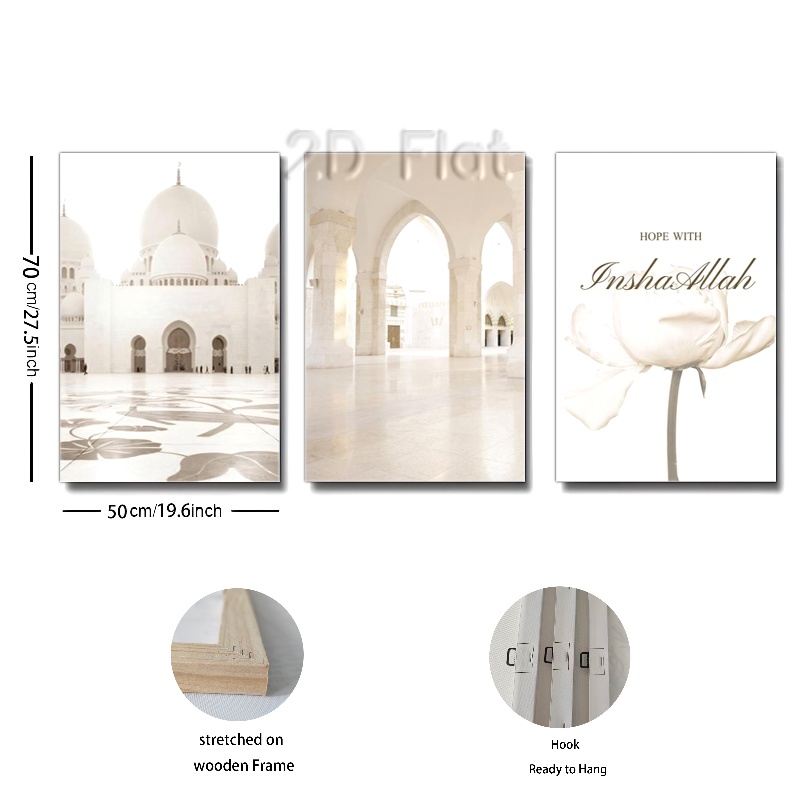 2D Flat
HOPE WITH
InshaAllah
70 cm/27.5inch
50cm/19.6inch
stretched on
wooden Frame
Hook
Ready to Hang